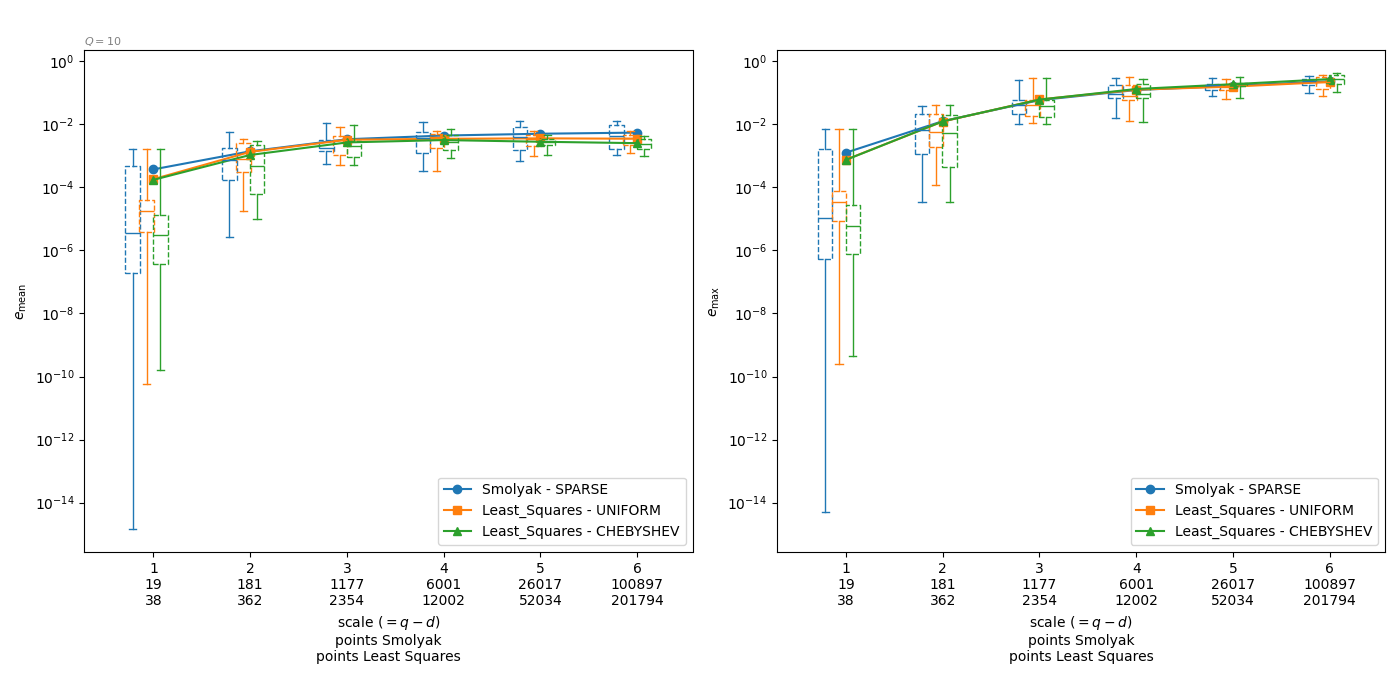 Q = 10
10^0
10^-2
10^-4
10^-6
10^-8
10^-10
10^-12
10^-14
e_mean
Smolyak - SPARSE
Least_Squares - UNIFORM
Least_Squares - CHEBYSHEV
1 2 3 4 5 6
19 181 1177 6001 26017 100897
38 362 2354 12002 52034 201794
scale (= q − d)
points Smolyak
points Least Squares
10^0
10^-2
10^-4
10^-6
10^-8
10^-10
10^-12
10^-14
e_max
Smolyak - SPARSE
Least_Squares - UNIFORM
Least_Squares - CHEBYSHEV
1 2 3 4 5 6
19 181 1177 6001 26017 100897
38 362 2354 12002 52034 201794
scale (= q − d)
points Smolyak
points Least Squares